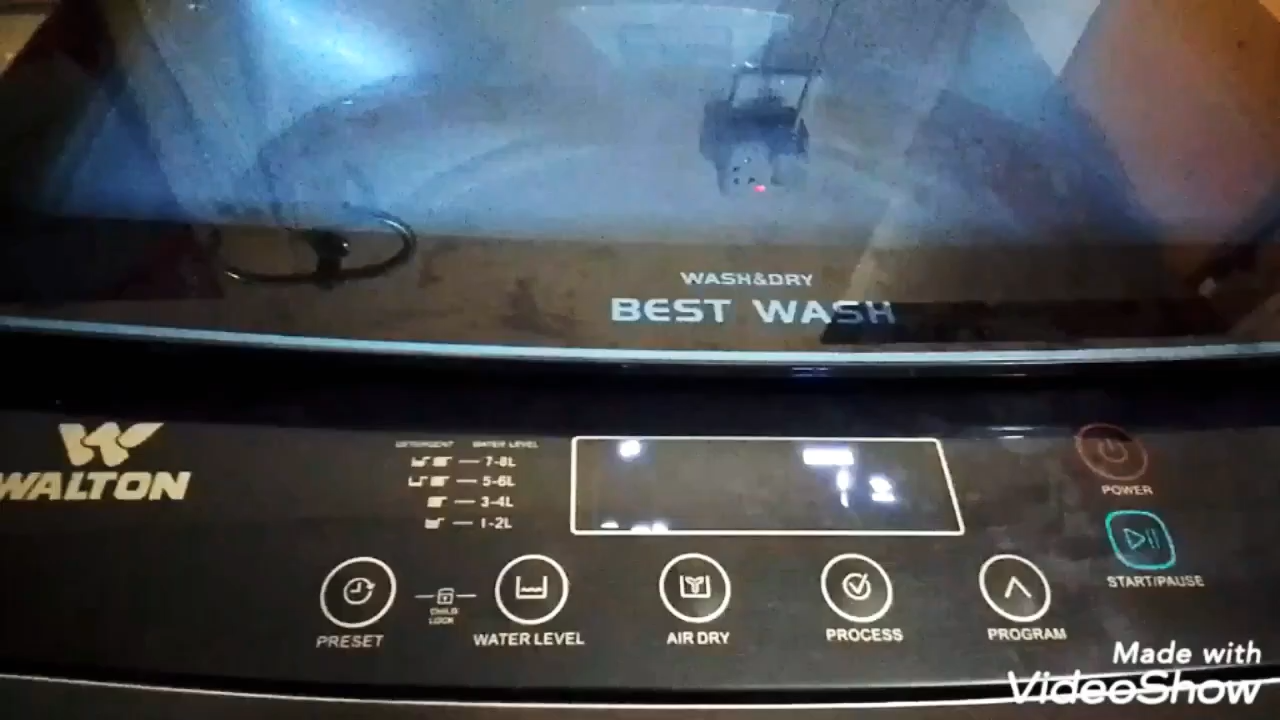 WASH&DRY
BEST WASH
WALTON
DETERGENT WATER LEVEL
7-8L
5-6L
3-4L
1-2L
POWER
START/PAUSE
PRESET
CHILD
LOCK
WATER LEVEL
AIR DRY
PROCESS
PROGRAM
Made with
VideoShow